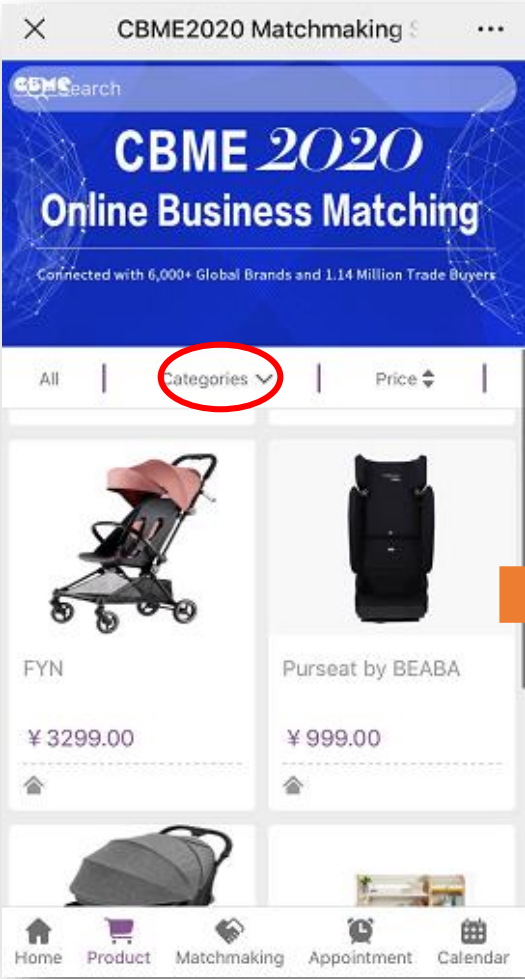 CBME2020 Matchmaking
CBME
Search
CBME 2020
Online Business Matching
Connected with 6,000+ Global Brands and 1.14 Million Trade Buyers
All
Categories
Price
FYN
Purseat by BEABA
¥ 3299.00
¥ 999.00
Home Product Matchmaking Appointment Calendar